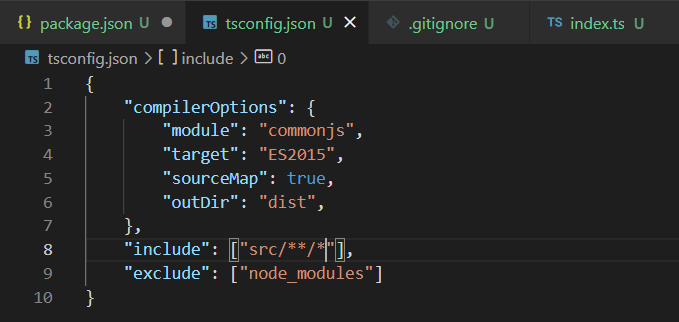 {} package.json U ●
TS tsconfig.json U ×
.gitignore U
TS index.ts U
TS tsconfig.json > [ ] include > abc 0
1 {
2     "compilerOptions": {
3         "module": "commonjs",
4         "target": "ES2015",
5         "sourceMap": true,
6         "outDir": "dist",
7     },
8     "include": ["src/**/*"],
9     "exclude": ["node_modules"]
10 }